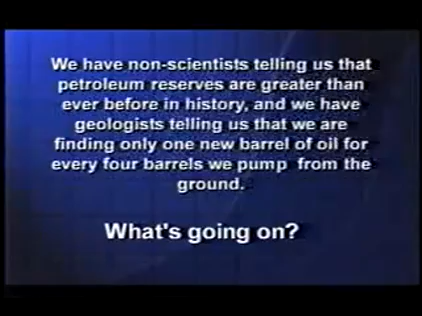 We have non-scientists telling us that
petroleum reserves are greater than
ever before in history, and we have
geologists telling us that we are
finding only one new barrel of oil for
every four barrels we pump from the
ground.
What's going on?